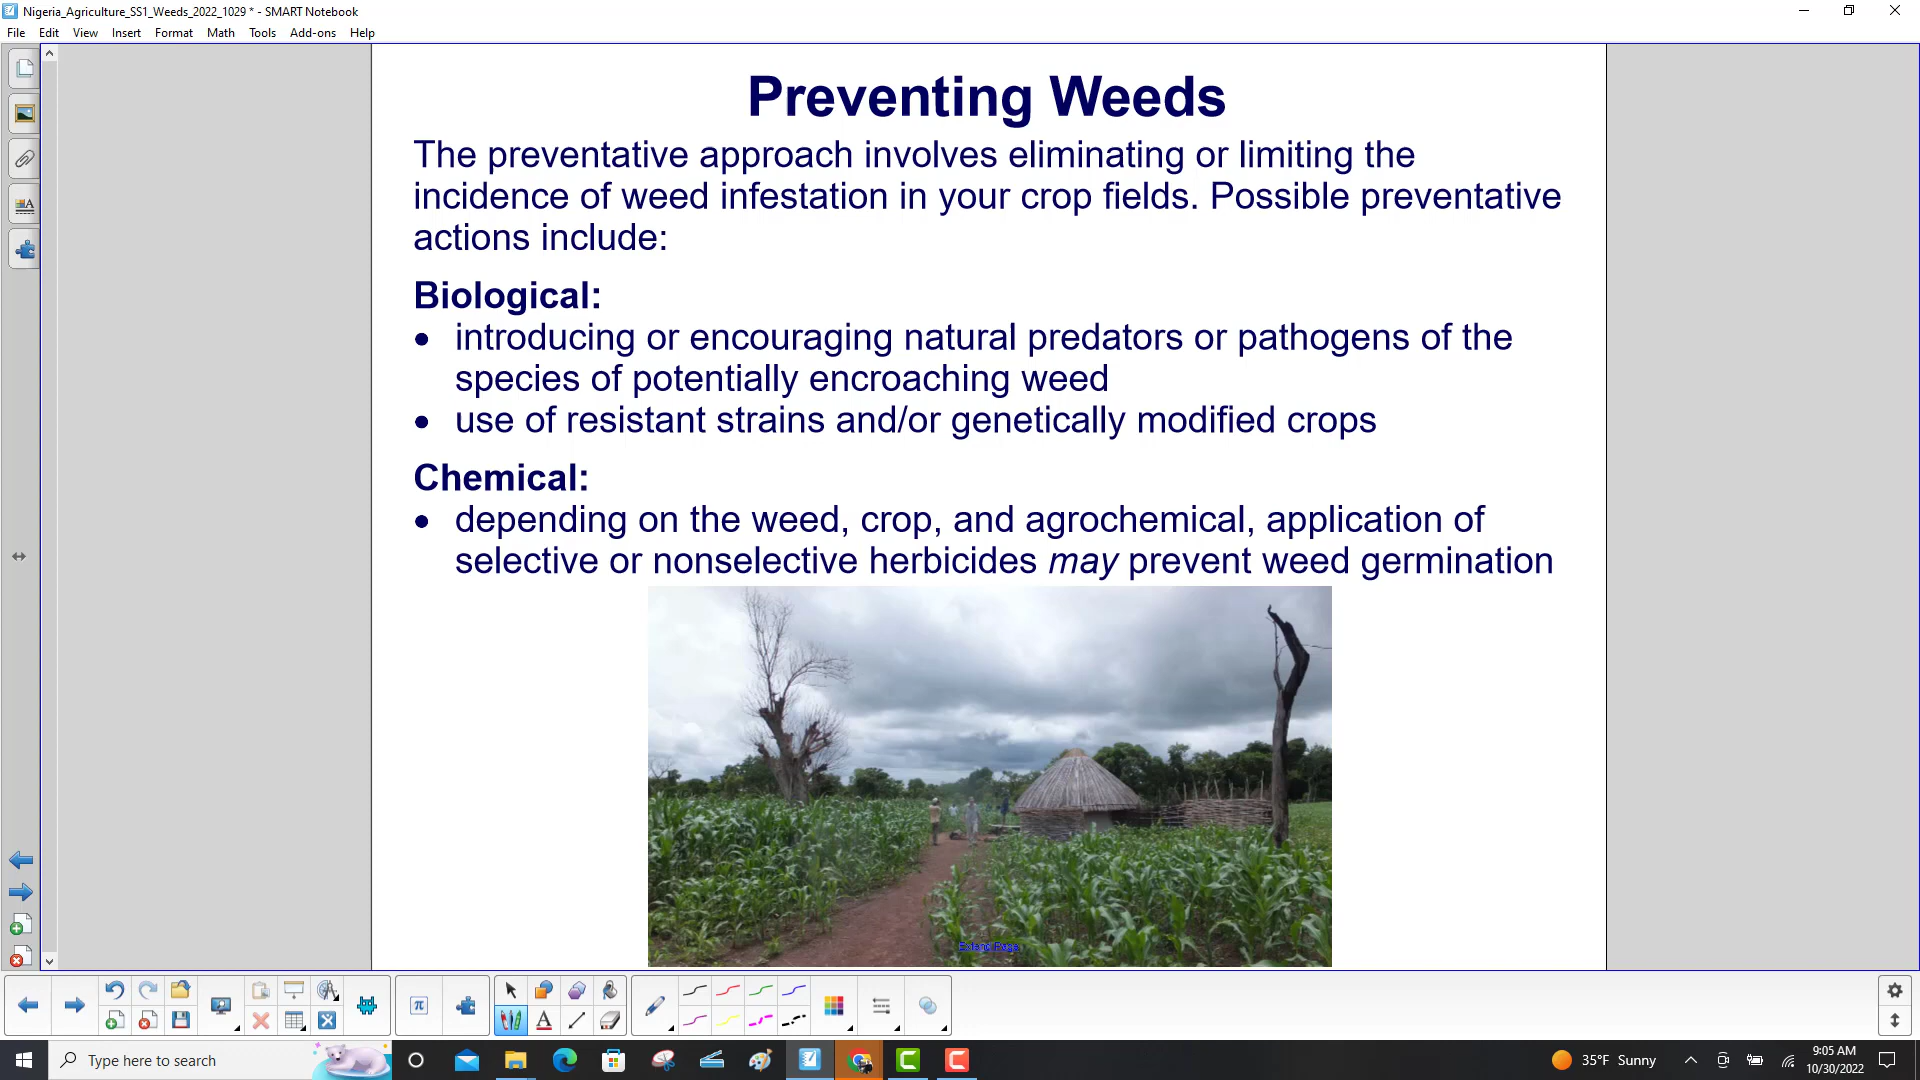 Nigeria_Agriculture_SS1_Weeds_2022_1029 * - SMART Notebook
File Edit View Insert Format Math Tools Add-ons Help
Preventing Weeds
The preventative approach involves eliminating or limiting the
incidence of weed infestation in your crop fields. Possible preventative
actions include:
Biological:
• introducing or encouraging natural predators or pathogens of the
species of potentially encroaching weed
• use of resistant strains and/or genetically modified crops
Chemical:
• depending on the weed, crop, and agrochemical, application of
selective or nonselective herbicides may prevent weed germination
Extend Page
Type here to search
35°F Sunny
9:05 AM
10/30/2022